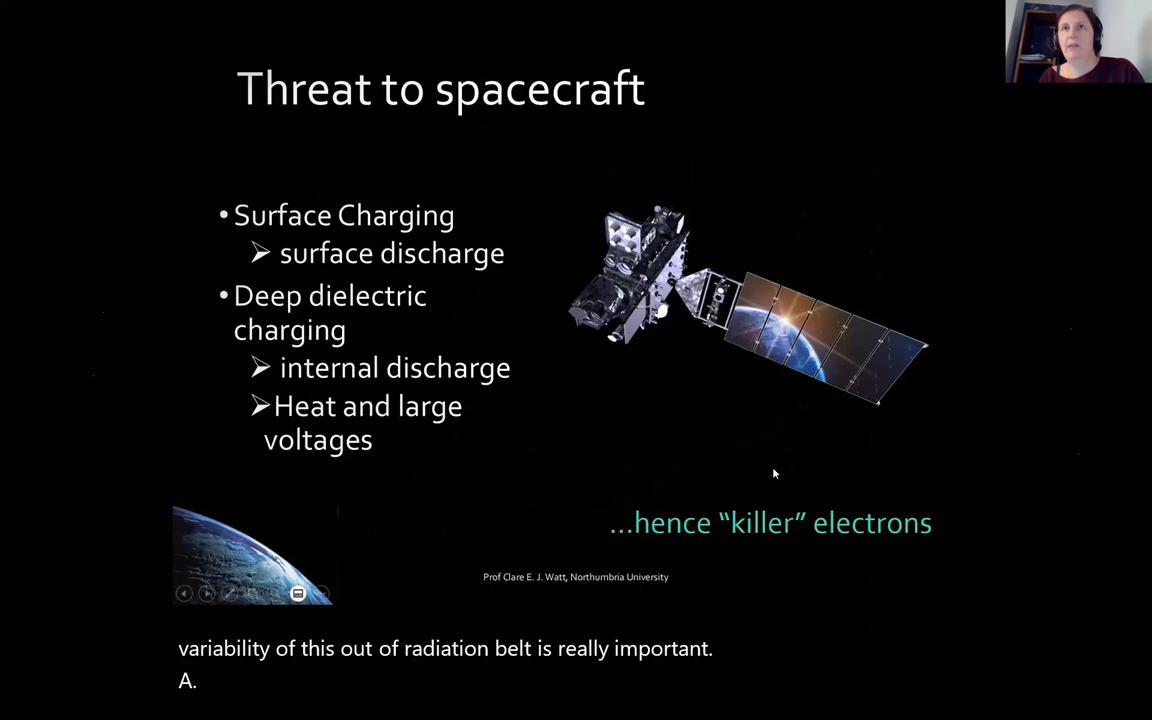 Threat to spacecraft
• Surface Charging
➢ surface discharge
• Deep dielectric
charging
➢ internal discharge
➢Heat and large
voltages
...hence “killer” electrons
Prof Clare E. J. Watt, Northumbria University
variability of this out of radiation belt is really important.
A.